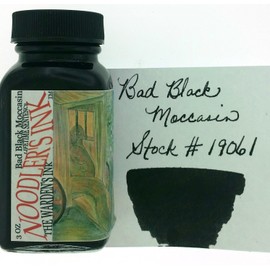 Bad Black
Moccasin
Stock # 19061
3 OZ
Bad Black Moccasin
NOODLER'S INK
THE WARDEN'S INK